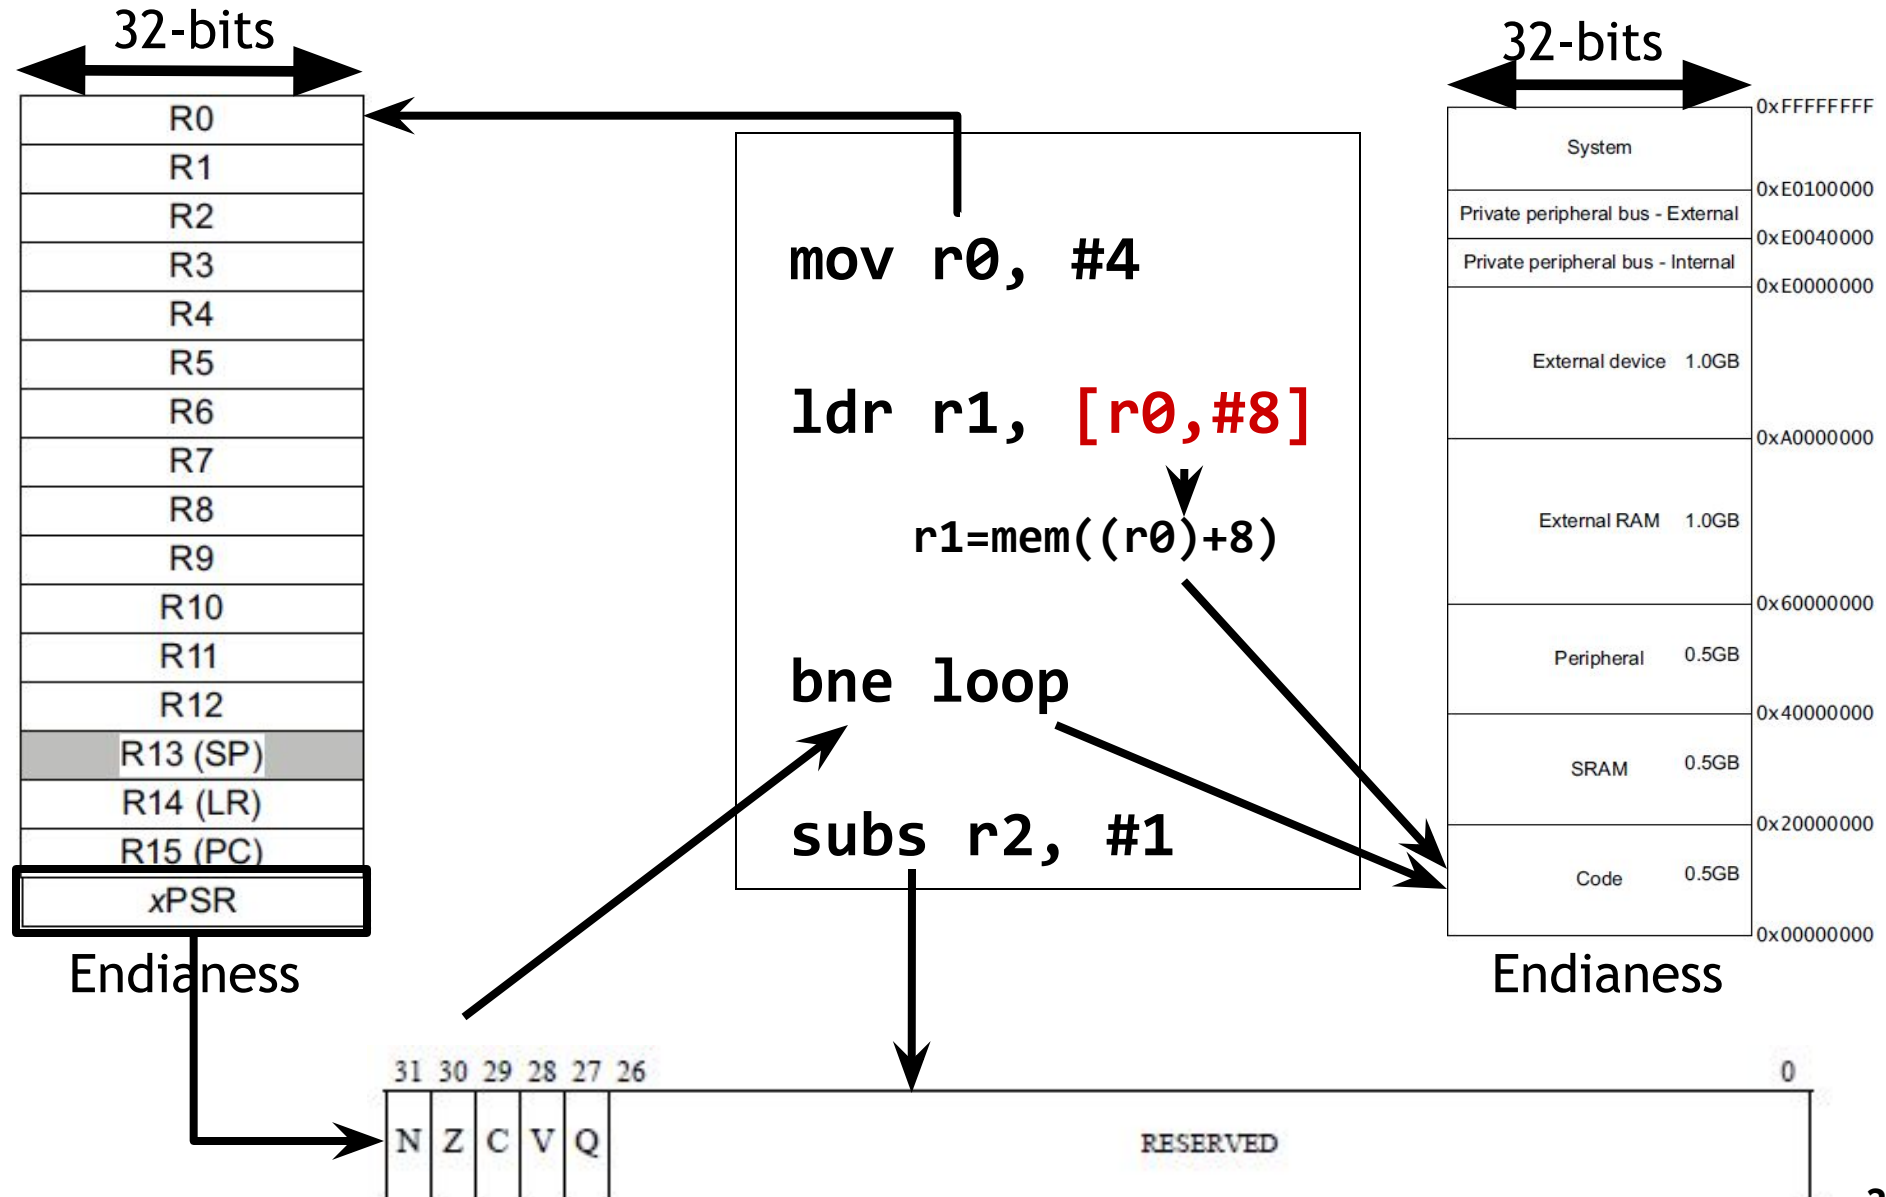 32-bits
R0
R1
R2
R3
R4
R5
R6
R7
R8
R9
R10
R11
R12
R13 (SP)
R14 (LR)
R15 (PC)
xPSR
Endianess
mov r0, #4
ldr r1, [r0,#8]
r1=mem((r0)+8)
bne loop
subs r2, #1
32-bits
0xFFFFFFFF
System
0xE0100000
Private peripheral bus - External
0xE0040000
Private peripheral bus - Internal
0xE0000000
External device 1.0GB
0xA0000000
External RAM 1.0GB
0x60000000
Peripheral 0.5GB
0x40000000
SRAM 0.5GB
0x20000000
Code 0.5GB
0x00000000
Endianess
31 30 29 28 27 26 0
N Z C V Q RESERVED